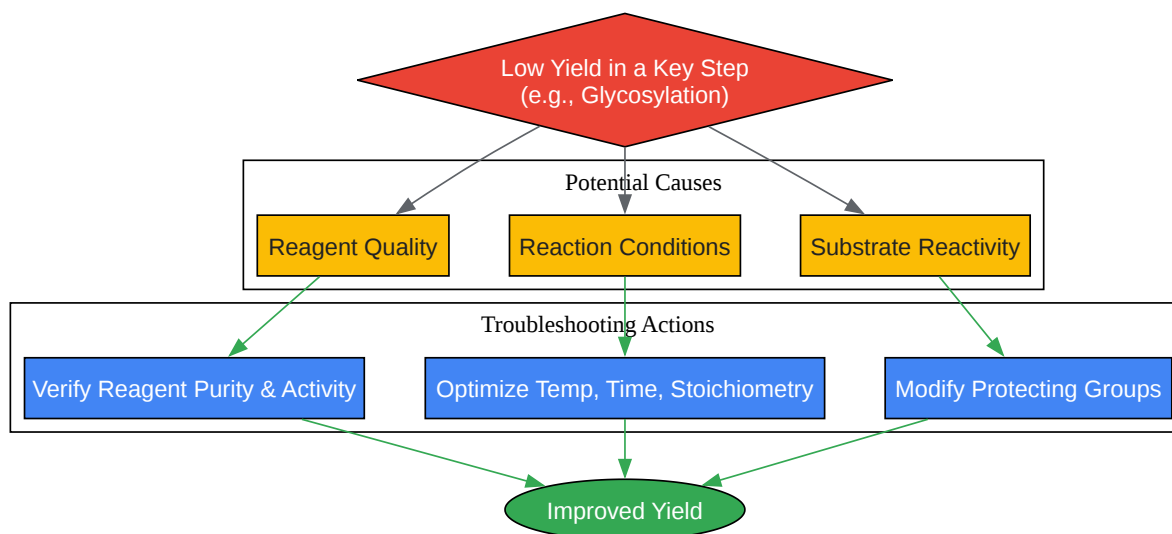 Low Yield in a Key Step
(e.g., Glycosylation)
Potential Causes
Reagent Quality
Reaction Conditions
Substrate Reactivity
Troubleshooting Actions
Verify Reagent Purity & Activity
Optimize Temp, Time, Stoichiometry
Modify Protecting Groups
Improved Yield